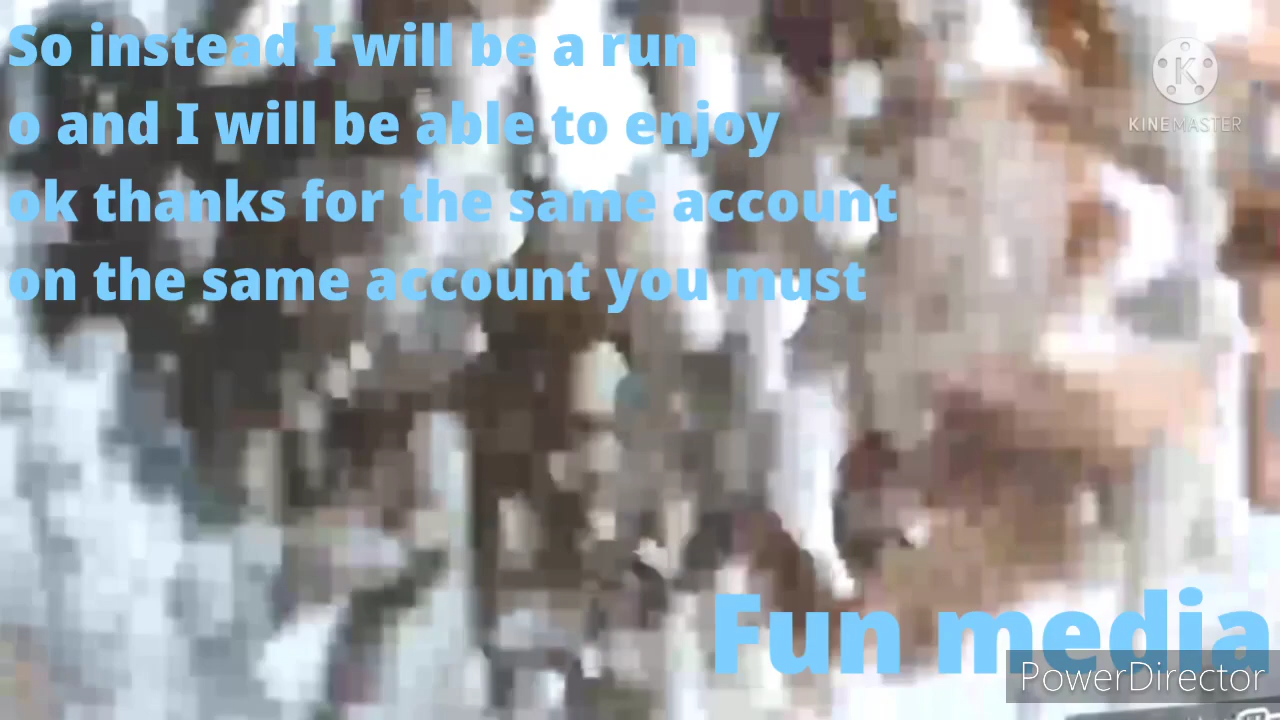 So instead I will be a run
o and I will be able to enjoy
ok thanks for the same account
on the same account you must
KINEMASTER
Fun media
PowerDirector